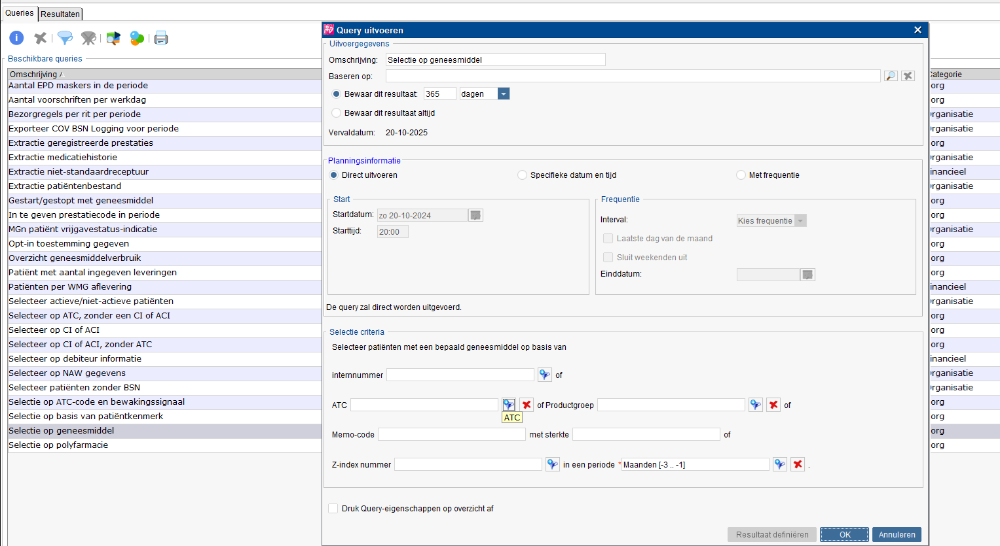 Queries
Resultaten
Beschikbare queries
Omschrijving
Aantal EPD maskers in de periode
Aantal voorschriften per werkdag
Bezorgregels per rit per periode
Exporteer COV BSN Logging voor periode
Extractie geregistreerde prestaties
Extractie medicatiehistorie
Extractie niet-standaardreceptuur
Extractie patiëntenbestand
Gestart/gestopt met geneesmiddel
In te geven prestatiecode in periode
MGn patiënt vrijgavestatus-indicatie
Opt-in toestemming gegeven
Overzicht geneesmiddelverbruik
Patiënt met aantal ingegeven leveringen
Patiënten per WMG aflevering
Selecteer actieve/niet-actieve patiënten
Selecteer op ATC, zonder een CI of ACI
Selecteer op CI of ACI
Selecteer op CI of ACI, zonder ATC
Selecteer op debiteur informatie
Selecteer op NAW gegevens
Selecteer patiënten zonder BSN
Selectie op ATC-code en bewakingssignaal
Selectie op basis van patiëntkenmerk
Selectie op geneesmiddel
Selectie op polyfarmacie
Query uitvoeren
Uitvoergegevens
Omschrijving: Selectie op geneesmiddel
Baseren op:
Bewaar dit resultaat: 365 dagen
Bewaar dit resultaat altijd
Vervaldatum: 20-10-2025
Planningsinformatie
Direct uitvoeren Specifieke datum en tijd Met frequentie
Start
Startdatum: zo 20-10-2024
Starttijd: 20:00
Frequentie
Interval: Kies frequentie
Laatste dag van de maand
Sluit weekenden uit
Einddatum:
De query zal direct worden uitgevoerd.
Selectie criteria
Selecteer patiënten met een bepaald geneesmiddel op basis van
internnummer of
ATC of Productgroep of
ATC
Memo-code met sterkte of
Z-index nummer in een periode * Maanden [-3 .. -1] .
Druk Query-eigenschappen op overzicht af
Resultaat definiëren OK Annuleren
Categorie
org
org
rganisatie
rganisatie
org
rganisatie
inancieel
rganisatie
org
org
rganisatie
org
org
org
inancieel
rganisatie
org
org
org
inancieel
rganisatie
rganisatie
org
org
org
org